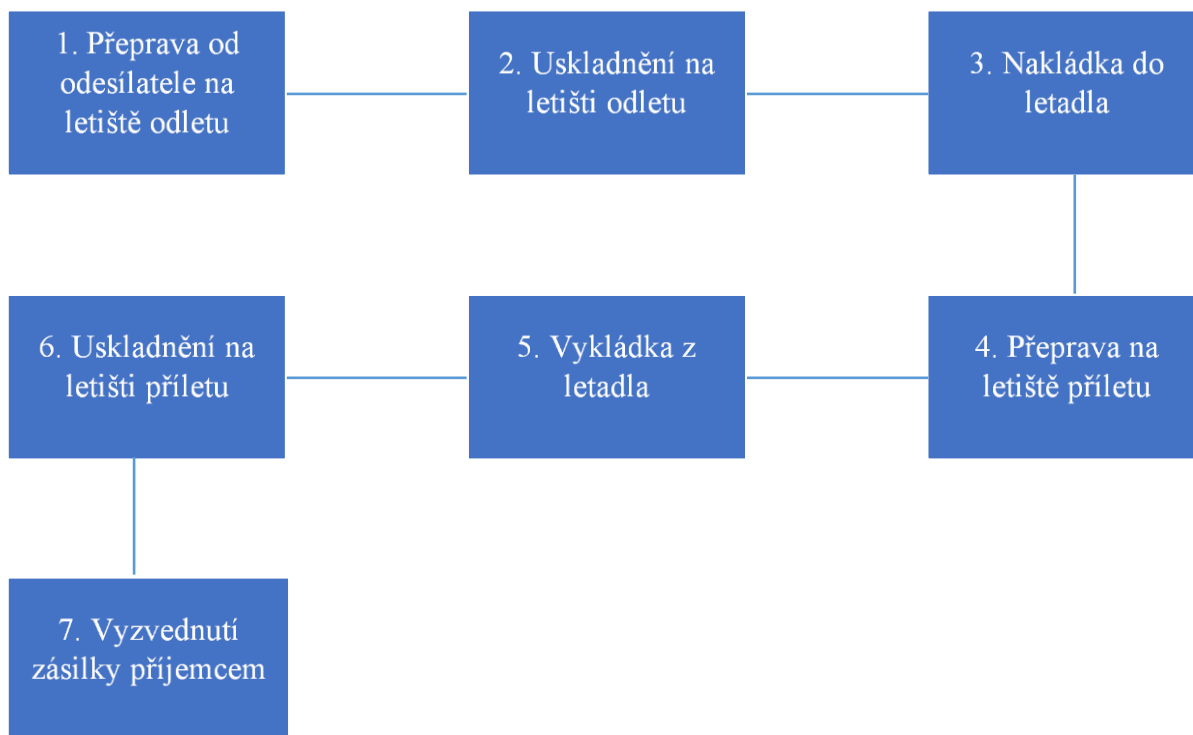 1. Přeprava od
odesílatele na
letiště odletu
2. Uskladnění na
letišti odletu
3. Nakládka do
letadla
4. Přeprava na
letiště příletu
5. Vykládka z
letadla
6. Uskladnění na
letišti příletu
7. Vyzvednutí
zásilky příjemcem